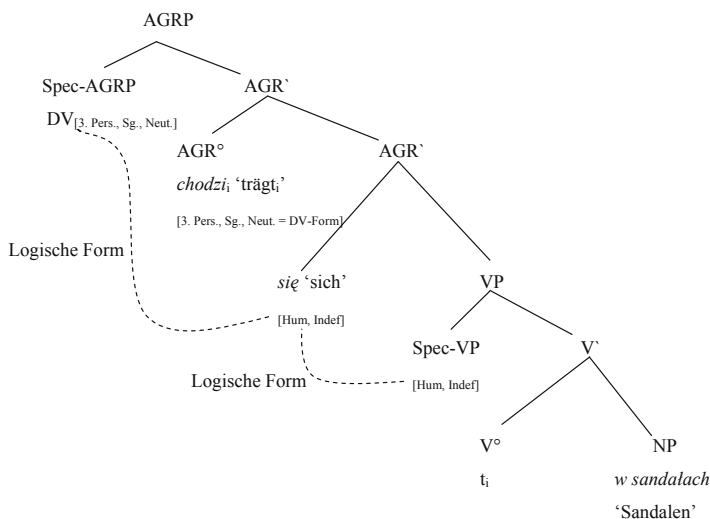 AGRP
Spec-AGRP AGR`
DV[3. Pers., Sg., Neut.]
AGR° AGR`
chodziᵢ ‘trägtᵢ’
[3. Pers., Sg., Neut. = DV-Form]
Logische Form
się ‘sich’ VP
[Hum, Indef]
Spec-VP V`
Logische Form [Hum, Indef]
V° NP
tᵢ w sandałach
‘Sandalen’